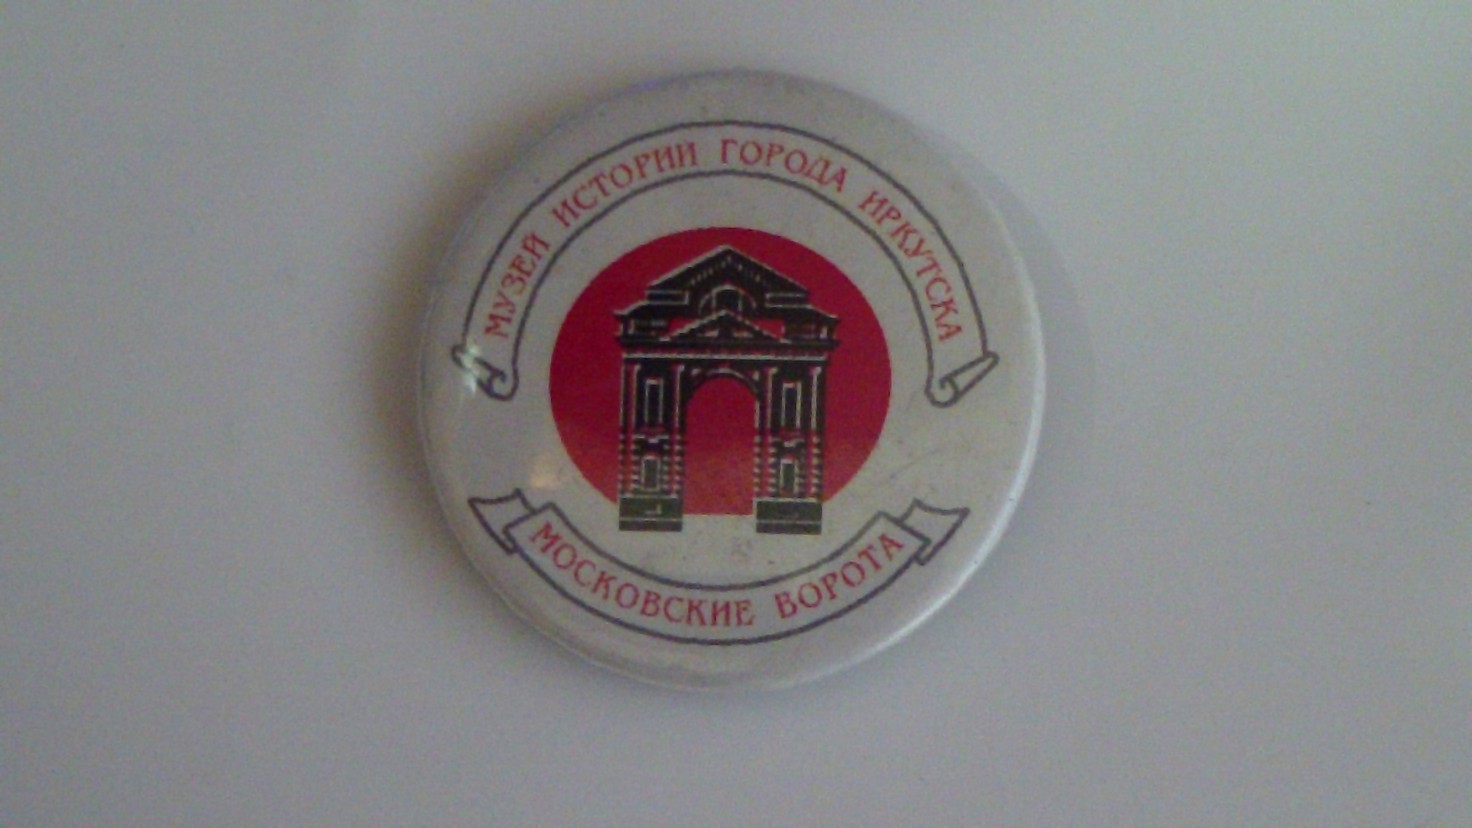 МУЗЕЙ ИСТОРИИ ГОРОДА ИРКУТСКА
МОСКОВСКИЕ ВОРОТА